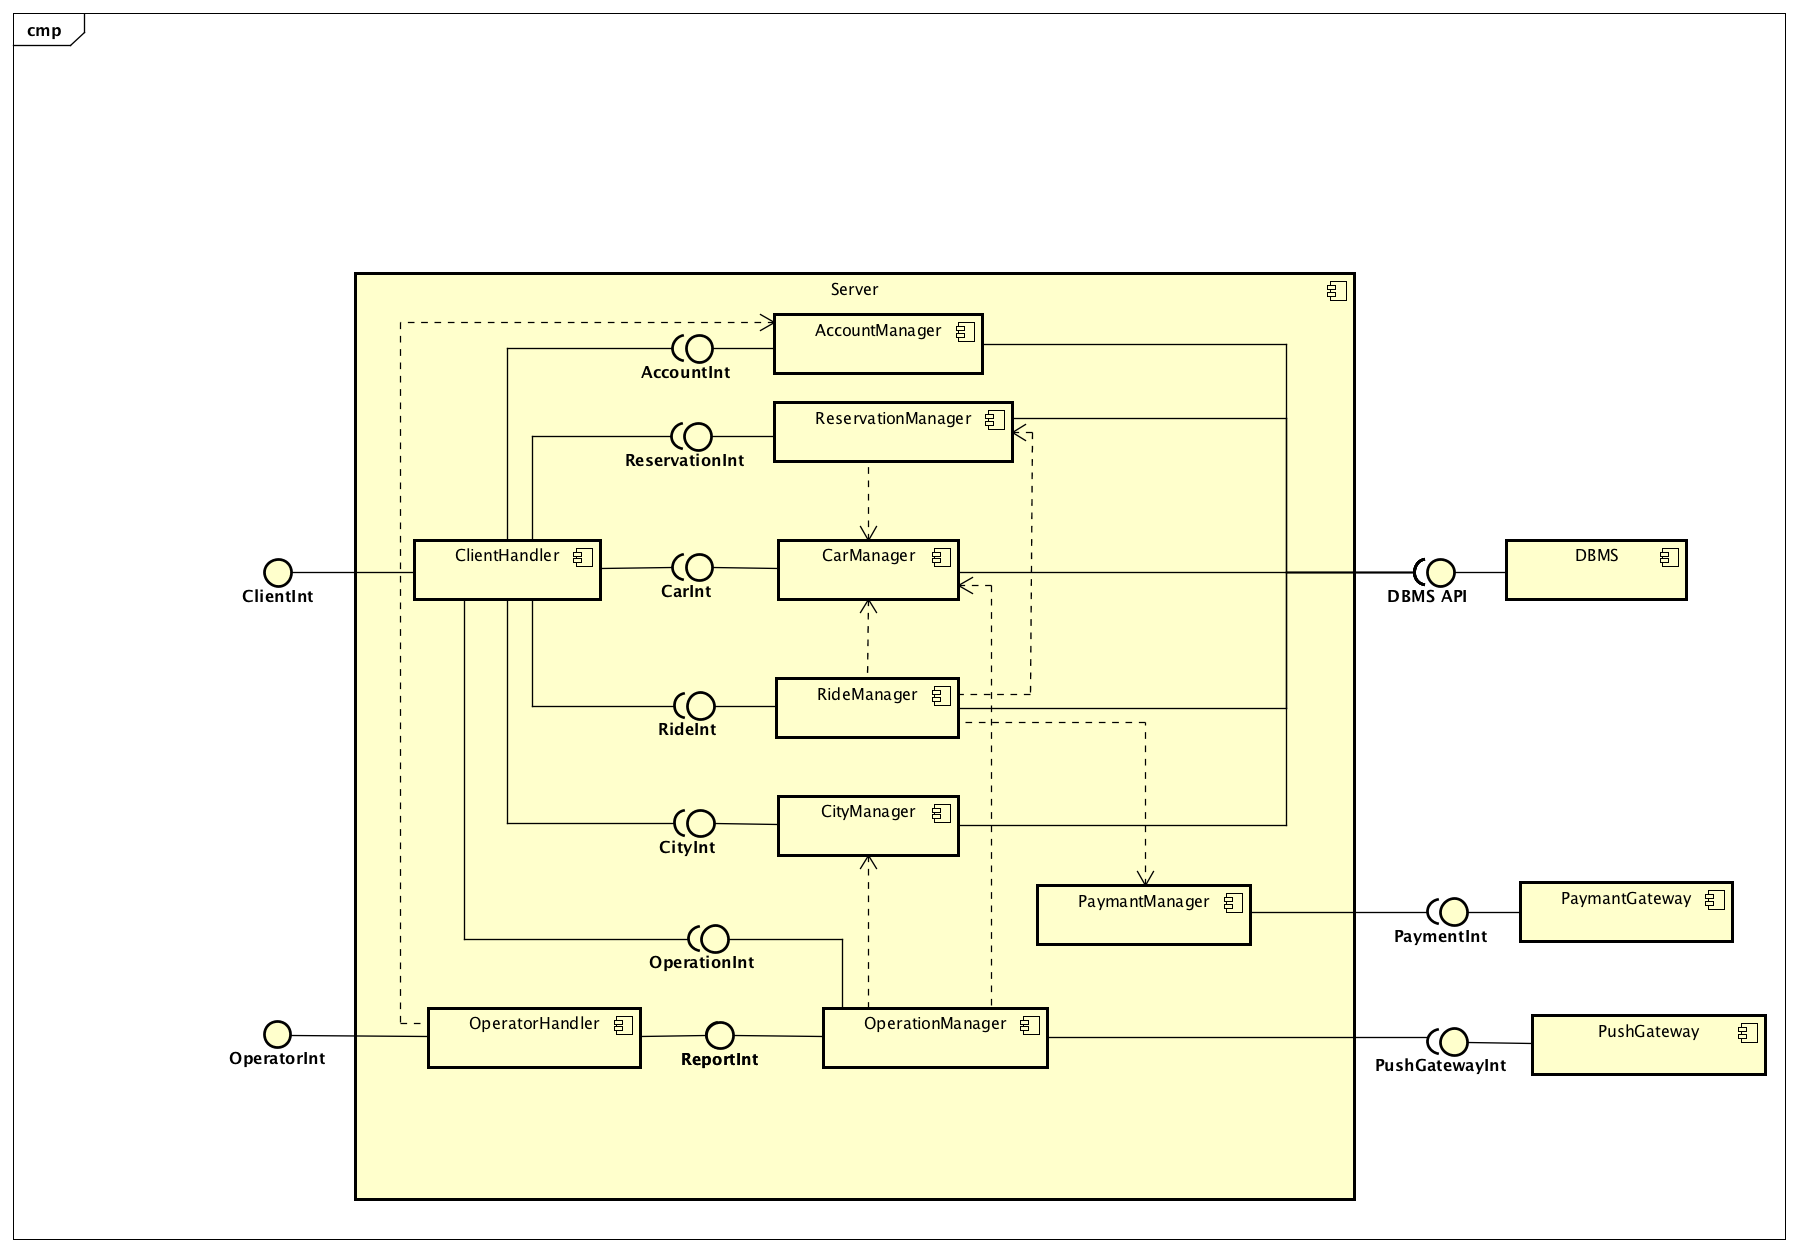 cmp
Server
AccountManager
AccountInt
ReservationManager
ReservationInt
ClientHandler
CarManager
DBMS
ClientInt
CarInt
DBMS API
RideManager
RideInt
CityManager
CityInt
PaymantManager
PaymantGateway
PaymentInt
OperationInt
OperatorHandler
OperationManager
PushGateway
OperatorInt
ReportInt
PushGatewayInt